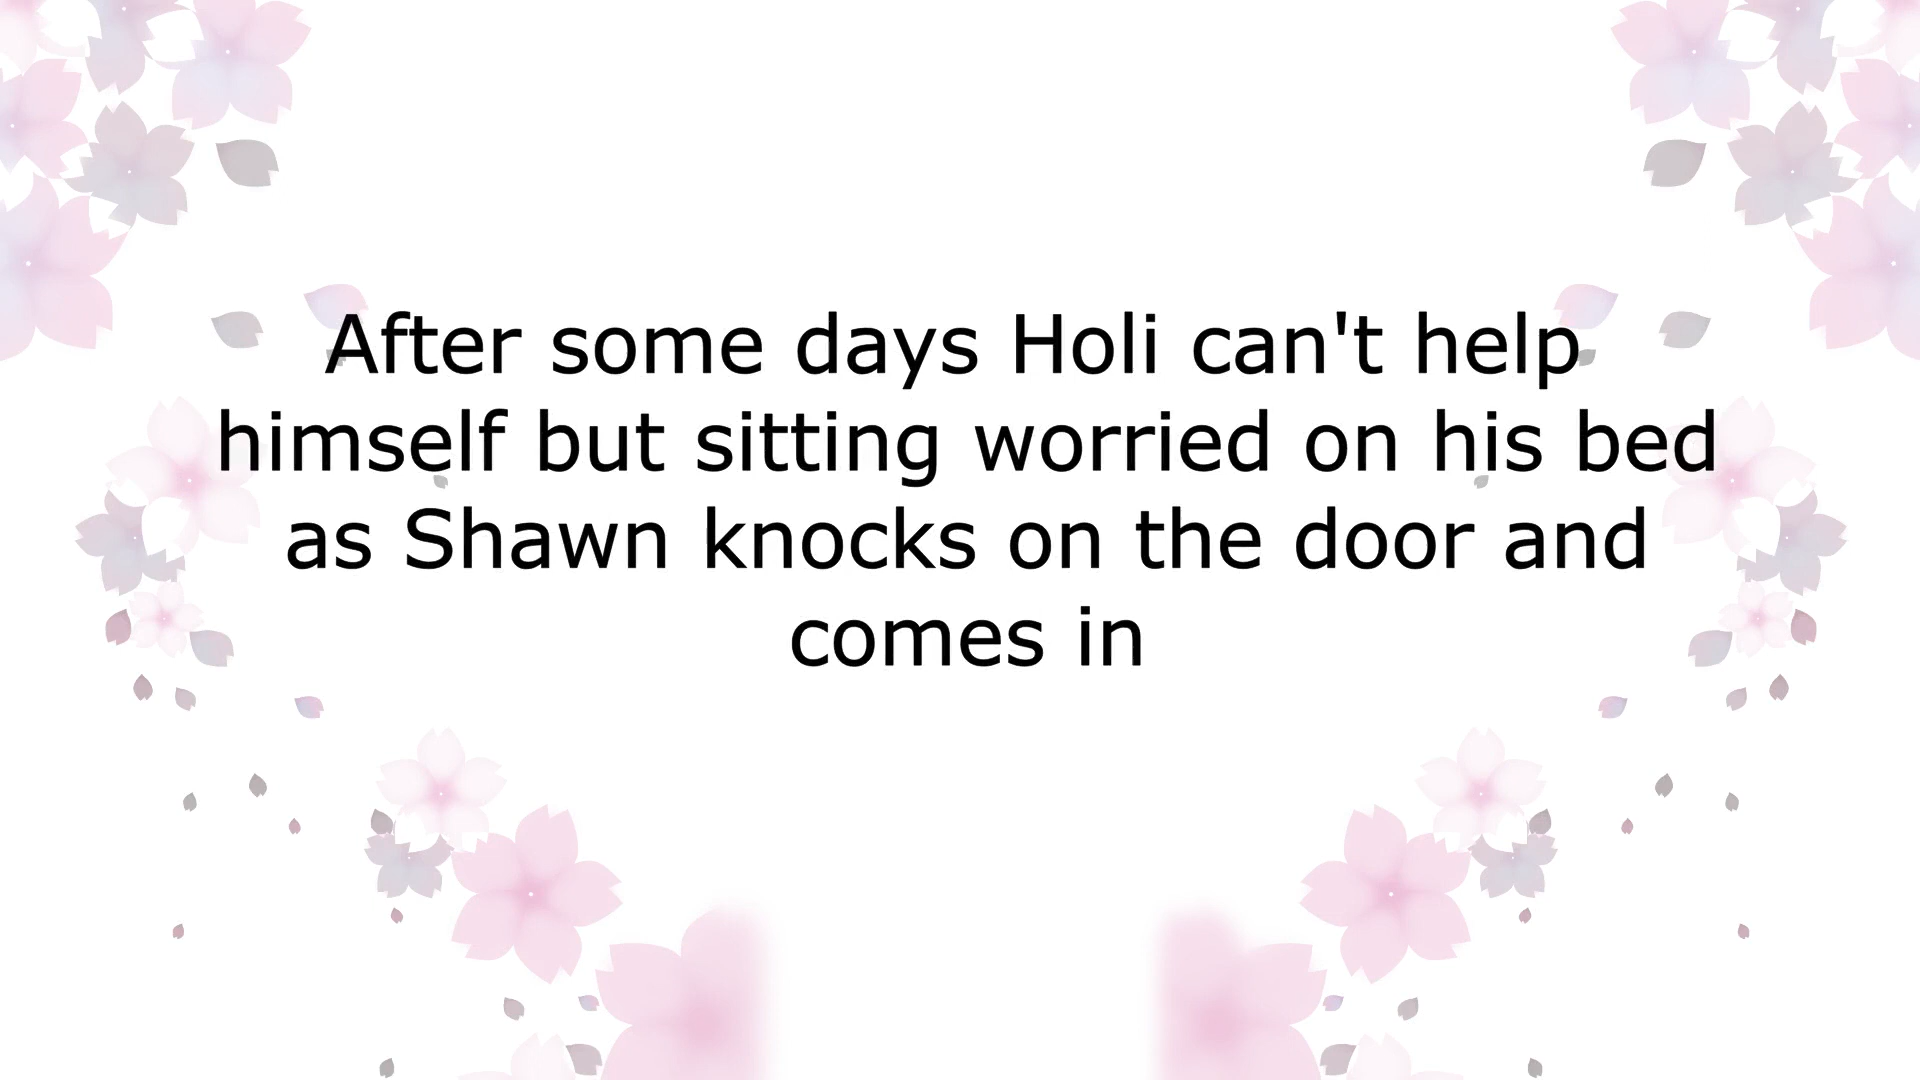 After some days Holi can't help
himself but sitting worried on his bed
as Shawn knocks on the door and
comes in